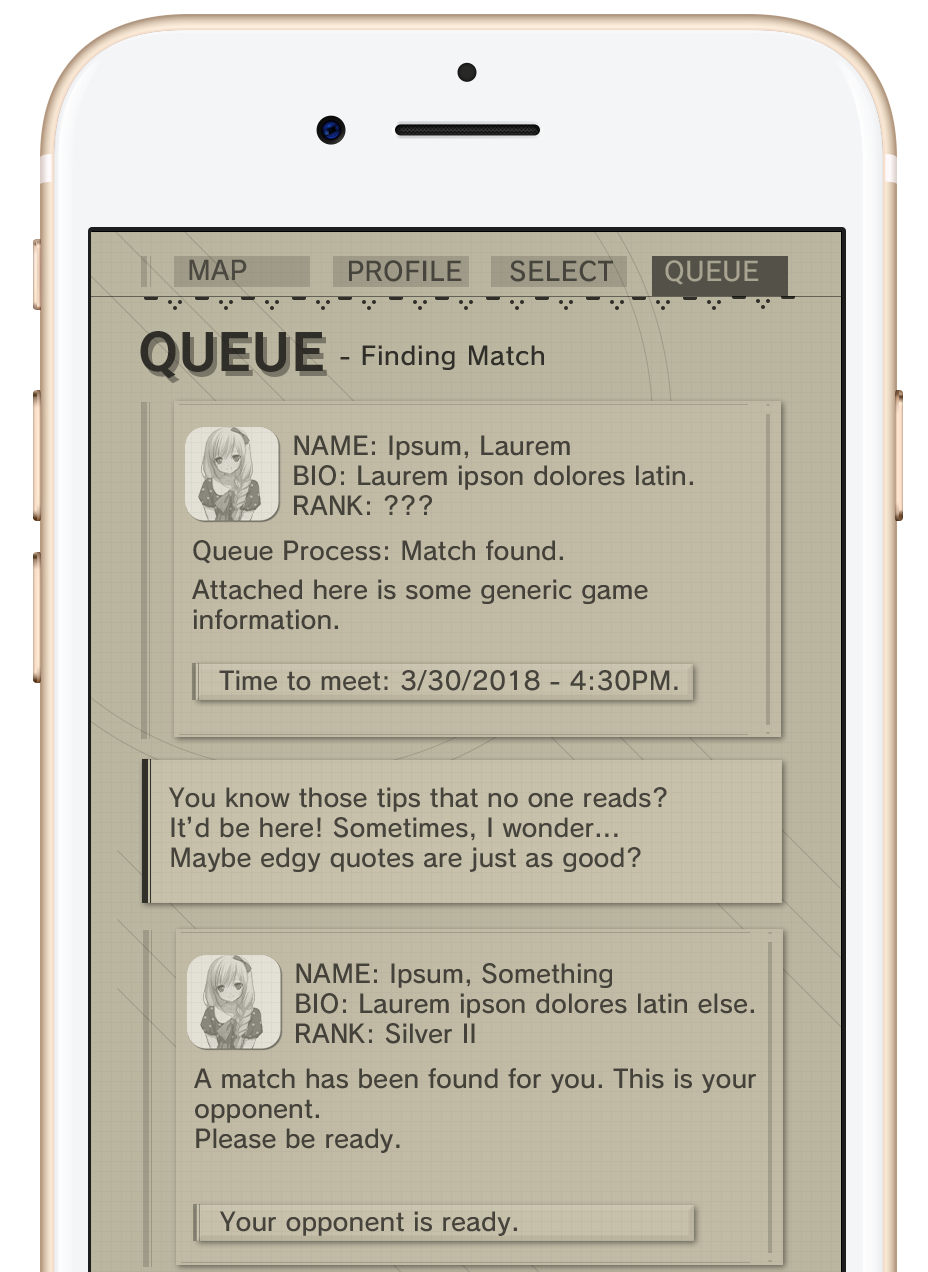 MAP PROFILE SELECT QUEUE
QUEUE - Finding Match
NAME: Ipsum, Laurem
BIO: Laurem ipson dolores latin.
RANK: ???
Queue Process: Match found.
Attached here is some generic game
information.
Time to meet: 3/30/2018 - 4:30PM.
You know those tips that no one reads?
It’d be here! Sometimes, I wonder...
Maybe edgy quotes are just as good?
NAME: Ipsum, Something
BIO: Laurem ipson dolores latin else.
RANK: Silver II
A match has been found for you. This is your
opponent.
Please be ready.
Your opponent is ready.